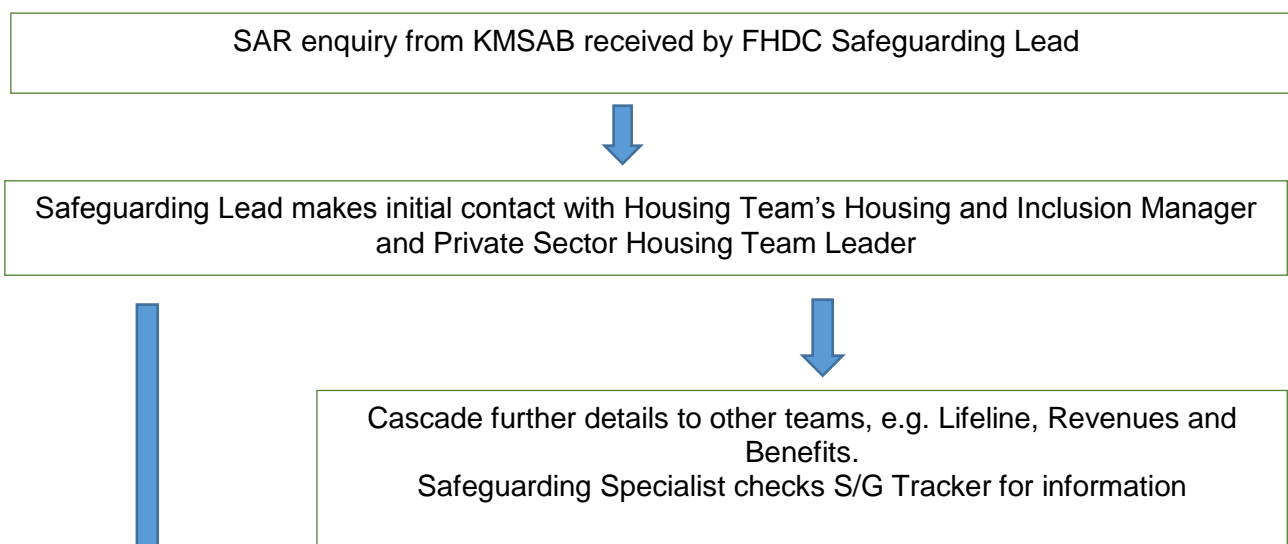 SAR enquiry from KMSAB received by FHDC Safeguarding Lead
Safeguarding Lead makes initial contact with Housing Team’s Housing and Inclusion Manager
and Private Sector Housing Team Leader
Cascade further details to other teams, e.g. Lifeline, Revenues and
Benefits.
Safeguarding Specialist checks S/G Tracker for information